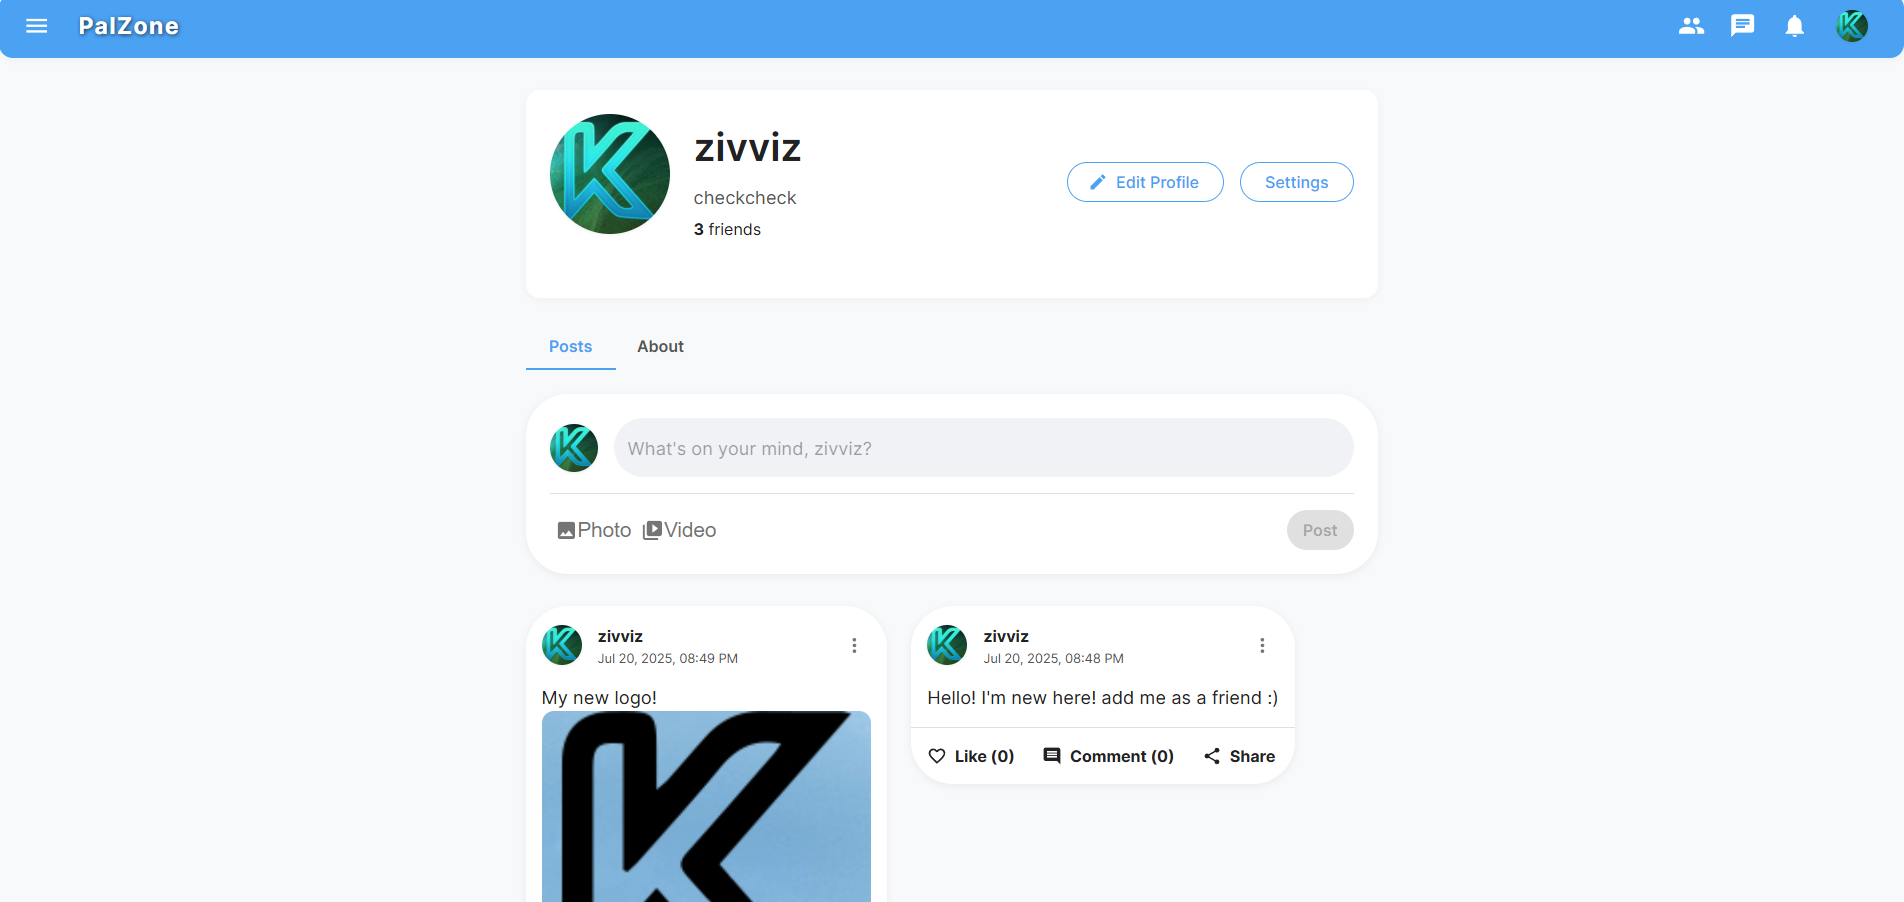 PalZone
zivviz
checkcheck
3 friends
Edit Profile
Settings
Posts
About
What's on your mind, zivviz?
Photo
Video
Post
zivviz
Jul 20, 2025, 08:49 PM
My new logo!
zivviz
Jul 20, 2025, 08:48 PM
Hello! I'm new here! add me as a friend :)
Like (0)
Comment (0)
Share